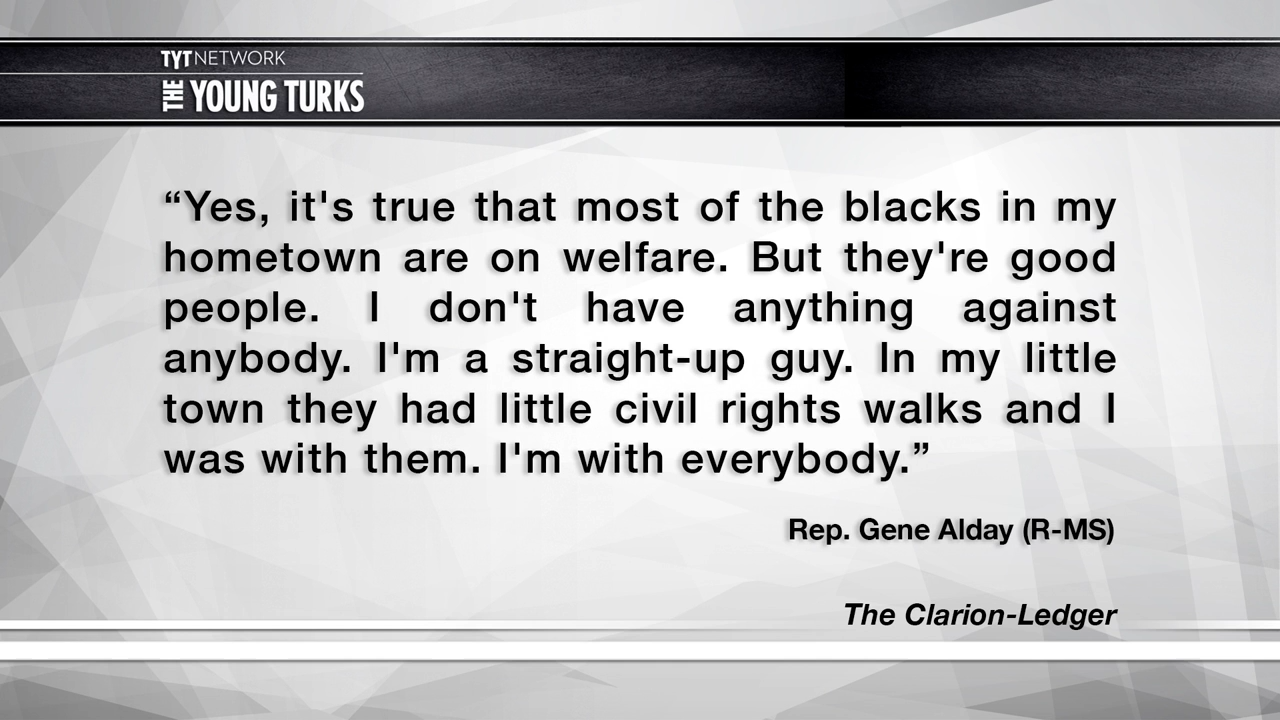 TYT NETWORK
THE YOUNG TURKS
“Yes, it's true that most of the blacks in my
hometown are on welfare. But they're good
people. I don't have anything against
anybody. I'm a straight-up guy. In my little
town they had little civil rights walks and I
was with them. I'm with everybody.”
Rep. Gene Alday (R-MS)
The Clarion-Ledger